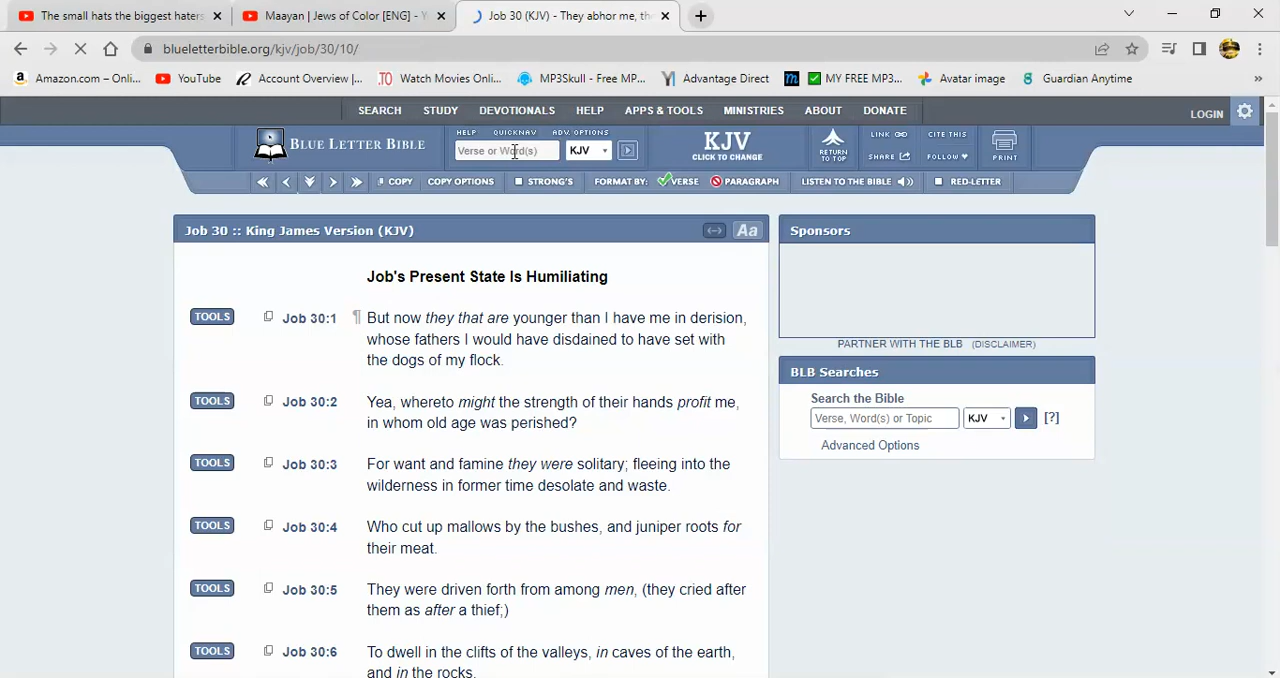 The small hats the biggest haters
Maayan | Jews of Color [ENG] - Y
Job 30 (KJV) - They abhor me, the
blueletterbible.org/kjv/job/30/10/
Amazon.com – Onli...
YouTube
Account Overview |...
Watch Movies Onlin...
MP3Skull - Free MP...
Advantage Direct
MY FREE MP3...
Avatar image
Guardian Anytime
»
SEARCH STUDY DEVOTIONALS HELP APPS & TOOLS MINISTRIES ABOUT DONATE
LOGIN
BLUE LETTER BIBLE
HELP QUICKNAV ADV. OPTIONS
Verse or Word(s) KJV
KJV
CLICK TO CHANGE
RETURN
TO TOP
LINK
SHARE
CITE THIS
FOLLOW
PRINT
COPY COPY OPTIONS STRONG'S FORMAT BY: VERSE PARAGRAPH LISTEN TO THE BIBLE RED-LETTER
Job 30 :: King James Version (KJV)
Aa
Job's Present State Is Humiliating
TOOLS Job 30:1 ¶ But now they that are younger than I have me in derision,
whose fathers I would have disdained to have set with
the dogs of my flock.
TOOLS Job 30:2 Yea, whereto might the strength of their hands profit me,
in whom old age was perished?
TOOLS Job 30:3 For want and famine they were solitary; fleeing into the
wilderness in former time desolate and waste.
TOOLS Job 30:4 Who cut up mallows by the bushes, and juniper roots for
their meat.
TOOLS Job 30:5 They were driven forth from among men, (they cried after
them as after a thief;)
TOOLS Job 30:6 To dwell in the clifts of the valleys, in caves of the earth,
and in the rocks.
Sponsors
PARTNER WITH THE BLB (DISCLAIMER)
BLB Searches
Search the Bible
Verse, Word(s) or Topic KJV [?]
Advanced Options